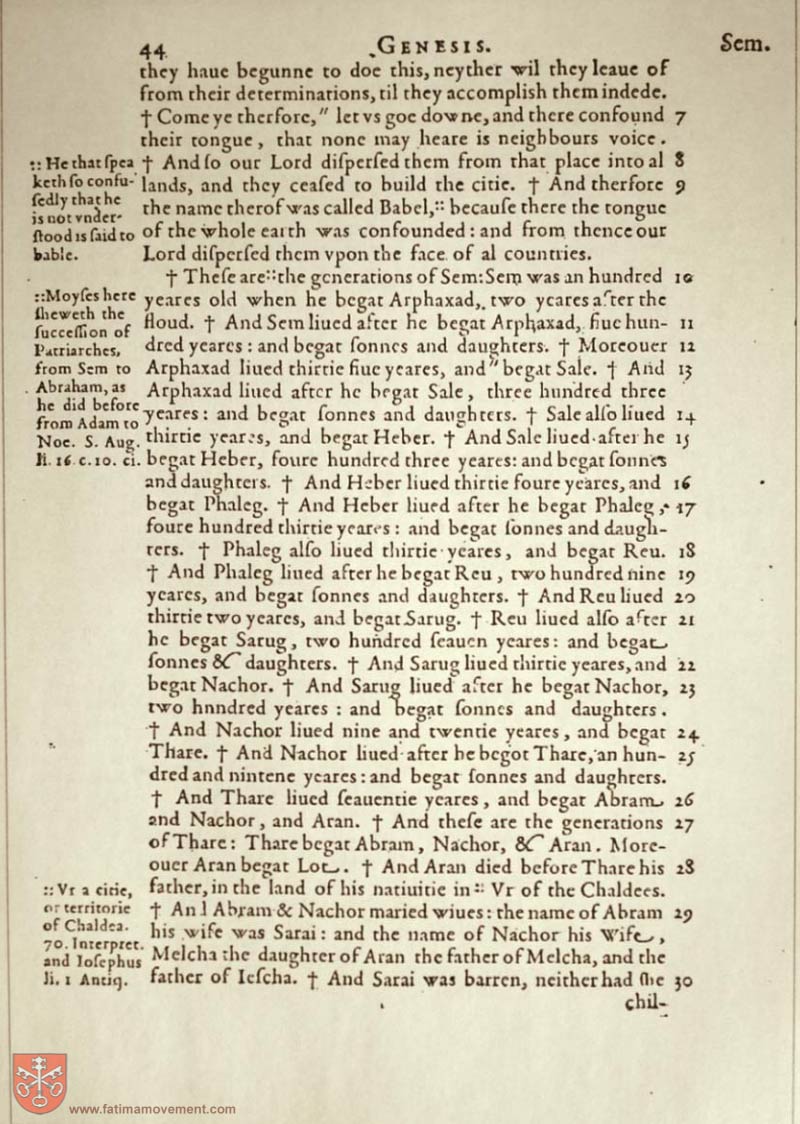 44 GENESIS. Sem.
they haue begunne to doe this, neyther wil they leaue of
from their determinations, til they accomplish them indede.
† Come ye therfore, " let vs goe downe, and there confound 7
their tongue, that none may heare is neighbours voice.
† And ſo our Lord diſperſed them from that place into al 8
lands, and they ceaſed to build the citie. † And therfore 9
the name therof was called Babel, :: becauſe there the tongue
of the whole earth was confounded: and from thence our
Lord diſperſed them vpon the face of al countries.
:: He that ſpea
keth ſo confu-
ſedly that he
is not vnder-
ſtood is ſaid to
bable.
† Theſe are :: the generations of Sem: Sem was an hundred 10
yeares old when he begat Arphaxad, two yeares after the
floud. † And Sem liued after he begat Arphaxad, fiue hun- 11
dred yeares: and begat ſonnes and daughters. † Moreouer 12
Arphaxad liued thirtie fiue yeares, and " begat Sale. † And 13
Arphaxad liued after he begat Sale, three hundred three
yeares: and begat ſonnes and daughters. † Sale alſo liued 14
thirtie yeares, and begat Heber. † And Sale liued after he 15
begat Heber, foure hundred three yeares: and begat ſonnes
and daughters. † And Heber liued thirtie foure yeares, and 16
begat Phaleg. † And Heber liued after he begat Phaleg, 17
foure hundred thirtie yeares: and begat ſonnes and daugh-
ters. † Phaleg alſo liued thirtie yeares, and begat Reu. 18
† And Phaleg liued after he begat Reu, two hundred nine 19
yeares, and begat ſonnes and daughters. † And Reu liued 20
thirtie two yeares, and begat Sarug. † Reu liued alſo after 21
he begat Sarug, two hundred ſeauen yeares: and begat
ſonnes & daughters. † And Sarug liued thirtie yeares, and 22
begat Nachor. † And Sarug liued after he begat Nachor, 23
two hnndred yeares: and begat ſonnes and daughters.
† And Nachor liued nine and twentie yeares, and begat 24
Thare. † And Nachor liued after he begot Thare, an hun- 25
dred and nintene yeares: and begat ſonnes and daughters.
† And Thare liued ſeauentie yeares, and begat Abram 26
and Nachor, and Aran. † And theſe are the generations 27
of Thare: Thare begat Abram, Nachor, & Aran. More-
ouer Aran begat Lot. † And Aran died before Thare his 28
father, in the land of his natiuitie in :: Vr of the Chaldees.
† And Abram & Nachor maried wiues: the name of Abram 29
his wife was Sarai: and the name of Nachor his Wife,
Melcha the daughter of Aran the father of Melcha, and the
father of Ieſcha. † And Sarai was barren, neither had ſhe 30
chil-
:: Moyſes here
ſheweth the
ſucceſſion of
Patriarches,
from Sem to
Abraham, as
he did before
from Adam to
Noe. S. Aug.
li. 16 c. 10. ci.
:: Vr a citie,
or territorie
of Chaldea.
70. Interpret.
and Ioſephus
li. 1 Antiq.
www.fatimamovement.com